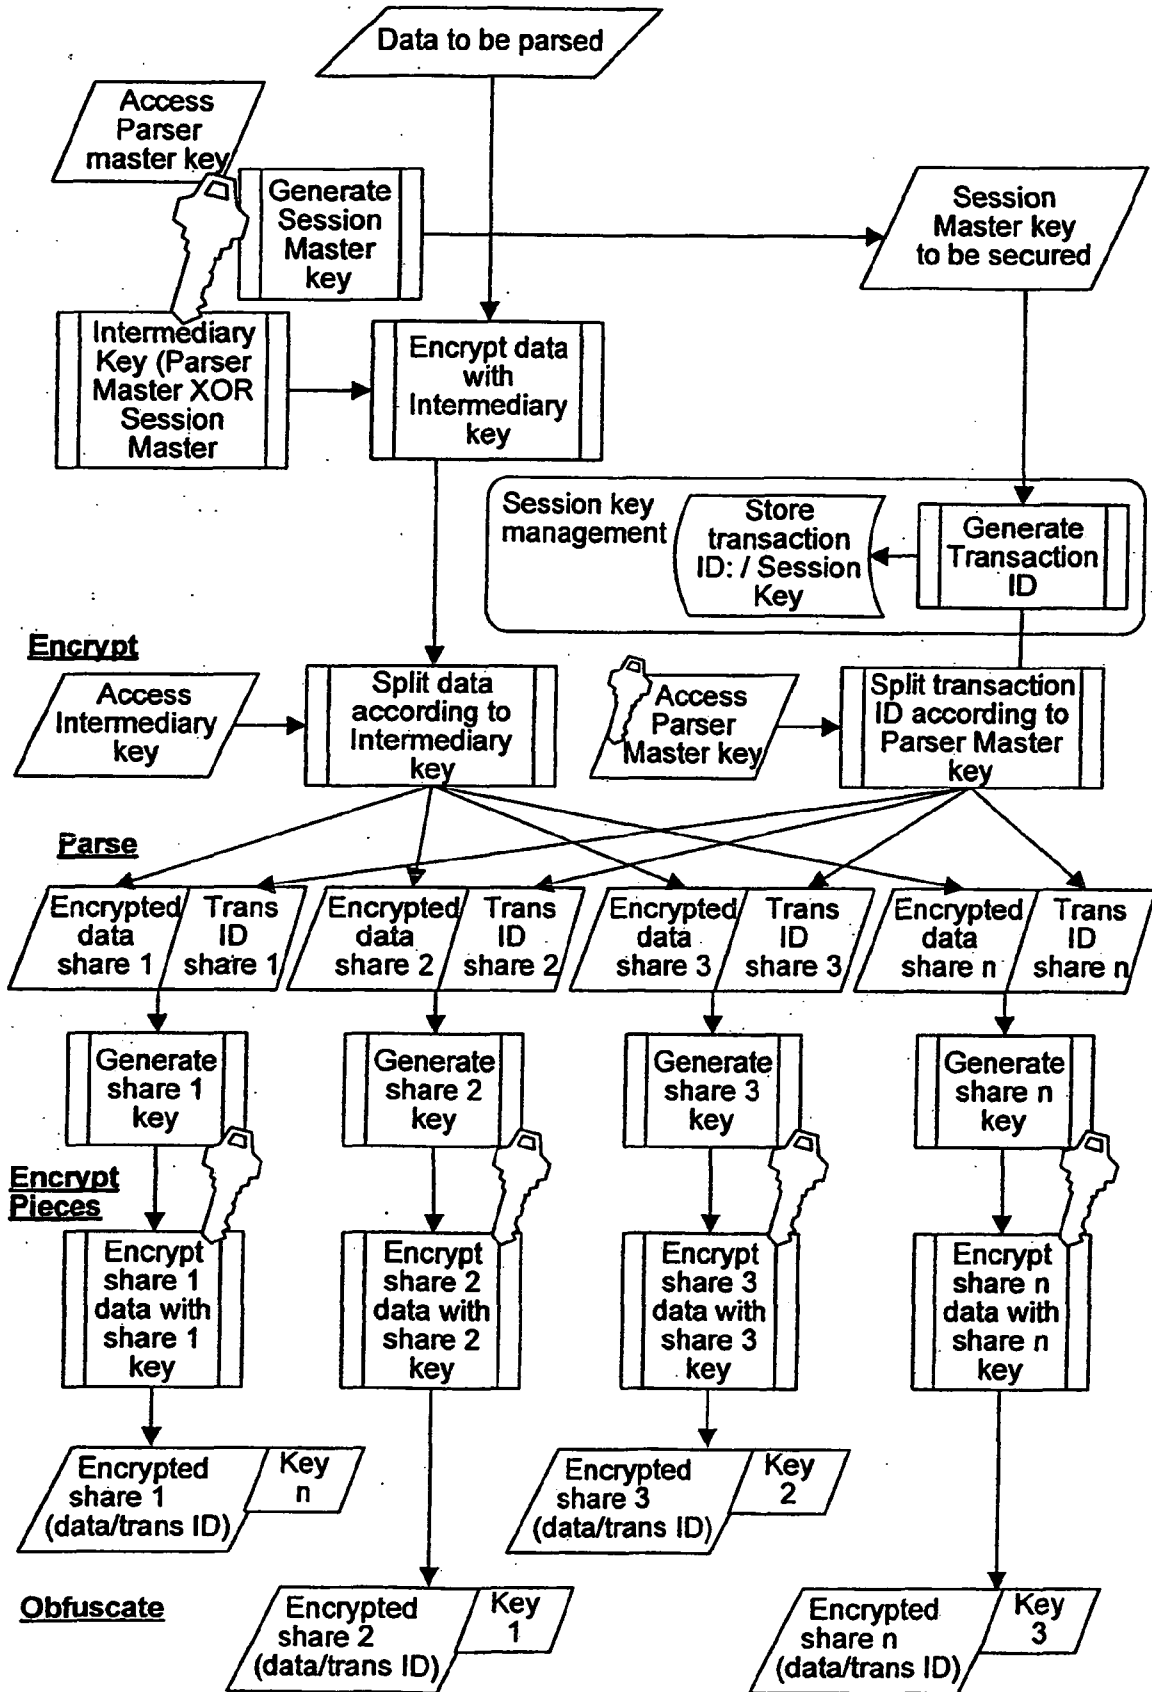 Data to be parsed
Access
Parser
master key
Generate
Session
Master
key
Session
Master key
to be secured
Intermediary
Key (Parser
Master XOR
Session
Master
Encrypt data
with
Intermediary
key
Session key
management
Store
transaction
ID: / Session
Key
Generate
Transaction
ID
Encrypt
Access
Intermediary
key
Split data
according to
Intermediary
key
Access
Parser
Master key
Split transaction
ID according to
Parser Master
key
Parse
Encrypted
data
share 1
Trans
ID
share 1
Encrypted
data
share 2
Trans
ID
share 2
Encrypted
data
share 3
Trans
ID
share 3
Encrypted
data
share n
Trans
ID
share n
Generate
share 1
key
Generate
share 2
key
Generate
share 3
key
Generate
share n
key
Encrypt
Pieces
Encrypt
share 1
data with
share 1
key
Encrypt
share 2
data with
share 2
key
Encrypt
share 3
data with
share 3
key
Encrypt
share n
data with
share n
key
Encrypted
share 1
(data/trans ID)
Key
n
Encrypted
share 3
(data/trans ID)
Key
2
Obfuscate
Encrypted
share 2
(data/trans ID)
Key
1
Encrypted
share n
(data/trans ID)
Key
3